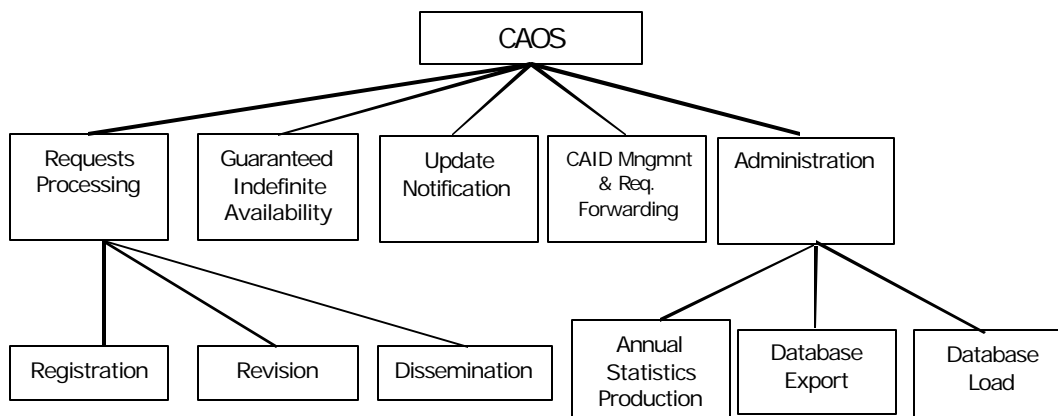 CAOS
Requests
Processing
Guaranteed
Indefinite
Availability
Update
Notification
CAID Mngmnt
& Req.
Forwarding
Administration
Registration
Revision
Dissemination
Annual
Statistics
Production
Database
Export
Database
Load